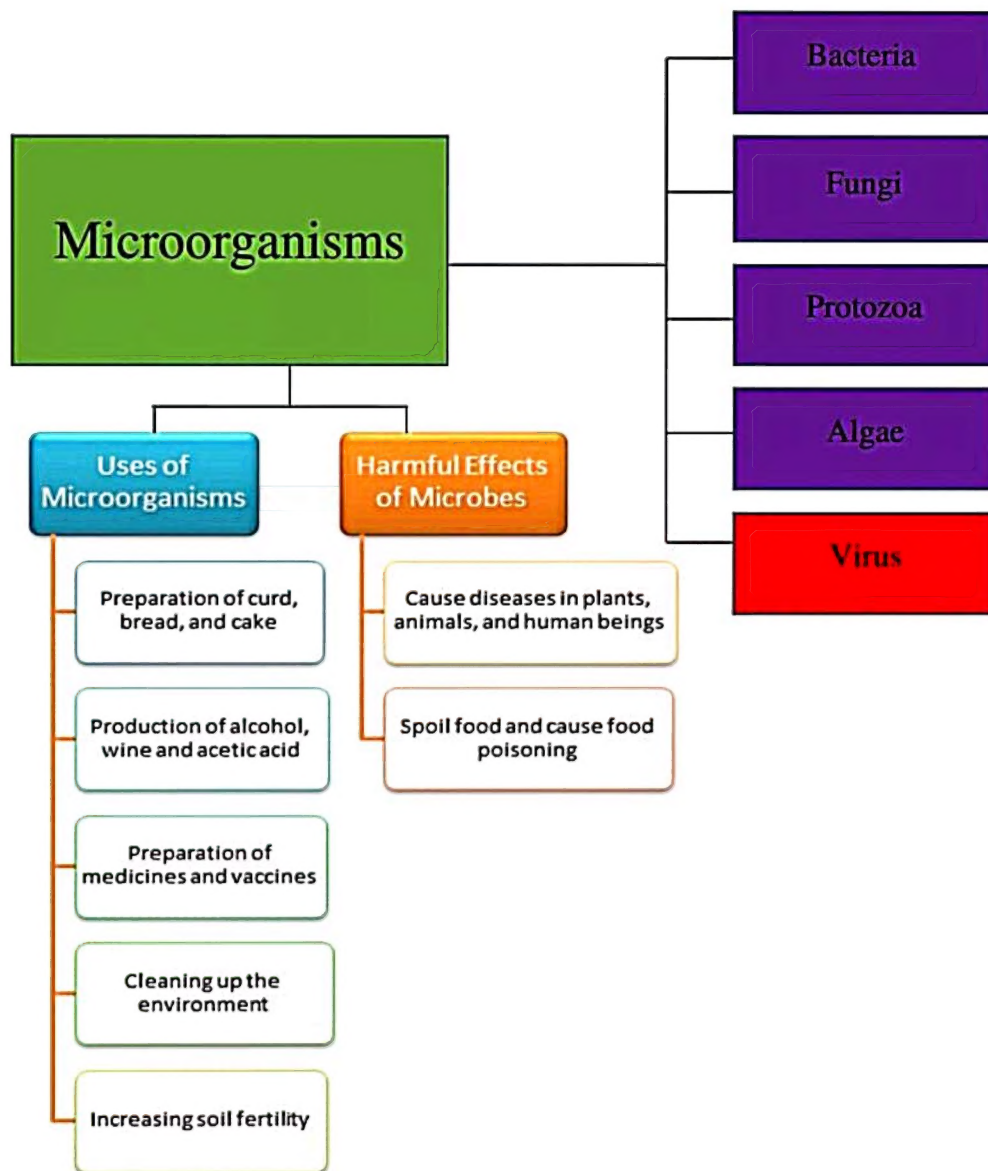 Microorganisms
Bacteria
Fungi
Protozoa
Algae
Virus
Uses of
Microorganisms
Preparation of curd,
bread, and cake
Production of alcohol,
wine and acetic acid
Preparation of
medicines and vaccines
Cleaning up the
environment
Increasing soil fertility
Harmful Effects
of Microbes
Cause diseases in plants,
animals, and human beings
Spoil food and cause food
poisoning